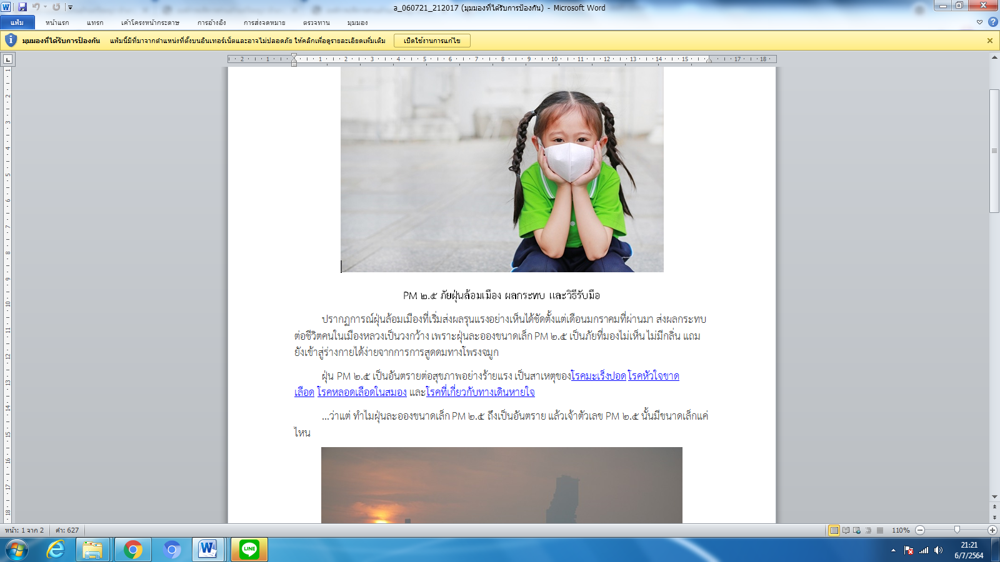 a_060721_212017 (มุมมองที่ได้รับการป้องกัน) - Microsoft Word
แฟ้ม หน้าแรก แทรก เค้าโครงหน้ากระดาษ การอ้างอิง การส่งจดหมาย ตรวจทาน มุมมอง
มุมมองที่ได้รับการป้องกัน แฟ้มนี้มีที่มาจากตำแหน่งที่ตั้งบนอินเทอร์เน็ตและอาจไม่ปลอดภัย ให้คลิกเพื่อดูรายละเอียดเพิ่มเติม เปิดใช้งานการแก้ไข
2 1 1 2 3 4 5 6 7 8 9 10 11 12 13 14 15 17 18
PM ๒.๕ ภัยฝุ่นล้อมเมือง ผลกระทบ และวิธีรับมือ
ปรากฏการณ์ฝุ่นล้อมเมืองที่เริ่มส่งผลรุนแรงอย่างเห็นได้ชัดตั้งแต่เดือนมกราคมที่ผ่านมา ส่งผลกระทบ
ต่อชีวิตคนในเมืองหลวงเป็นวงกว้าง เพราะฝุ่นละอองขนาดเล็ก PM ๒.๕ เป็นภัยที่มองไม่เห็น ไม่มีกลิ่น แถม
ยังเข้าสู่ร่างกายได้ง่ายจากการการสูดดมทางโพรงจมูก
ฝุ่น PM ๒.๕ เป็นอันตรายต่อสุขภาพอย่างร้ายแรง เป็นสาเหตุของโรคมะเร็งปอด โรคหัวใจขาด
เลือด โรคหลอดเลือดในสมอง และโรคที่เกี่ยวกับทางเดินหายใจ
...ว่าแต่ ทำไมฝุ่นละอองขนาดเล็ก PM ๒.๕ ถึงเป็นอันตราย แล้วเจ้าตัวเลข PM ๒.๕ นั้นมีขนาดเล็กแค่
ไหน
หน้า: 1 จาก 2 คำ: 627 110%
LINE
21:21
6/7/2564